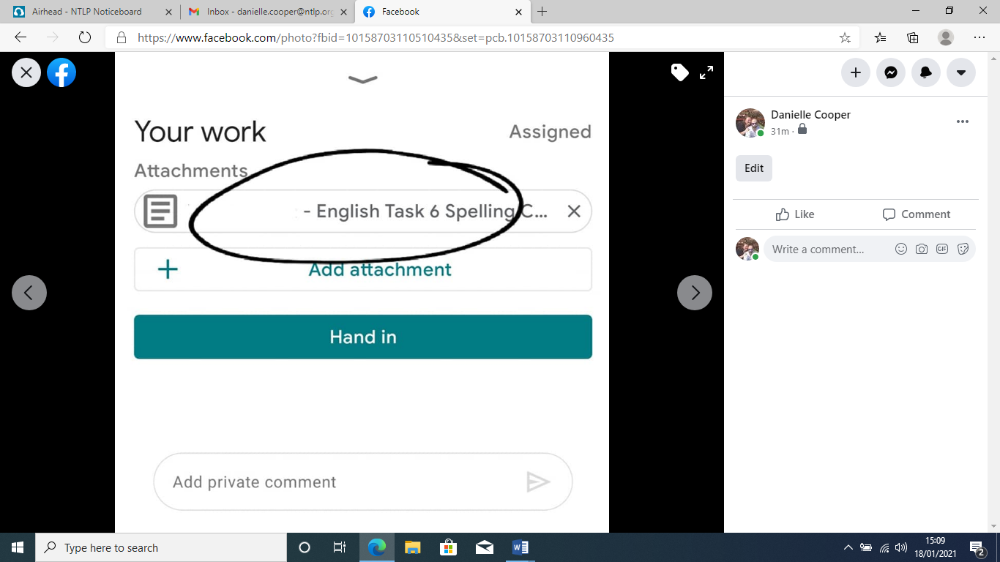 Airhead - NTLP Noticeboard
Inbox - danielle.cooper@ntlp.org
Facebook
https://www.facebook.com/photo?fbid=10158703110510435&set=pcb.10158703110960435
Your work
Assigned
Attachments
- English Task 6 Spelling C...
Add attachment
Hand in
Add private comment
Danielle Cooper
31m ·
Edit
Like
Comment
Write a comment...
GIF
Type here to search
15:09
18/01/2021
2